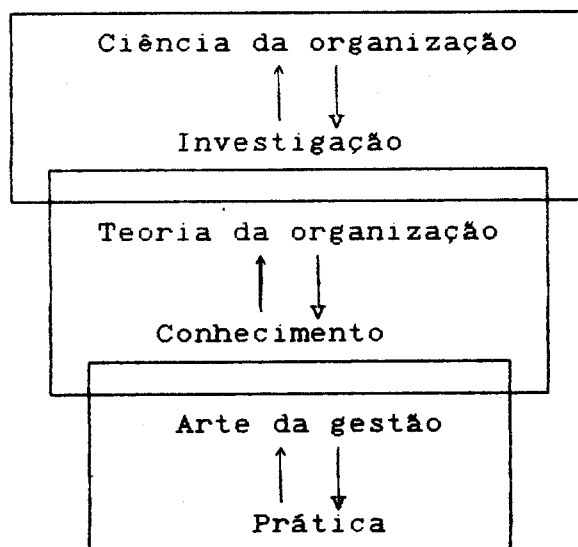 Ciência da organização
Investigação
Teoria da organização
Conhecimento
Arte da gestão
Prática